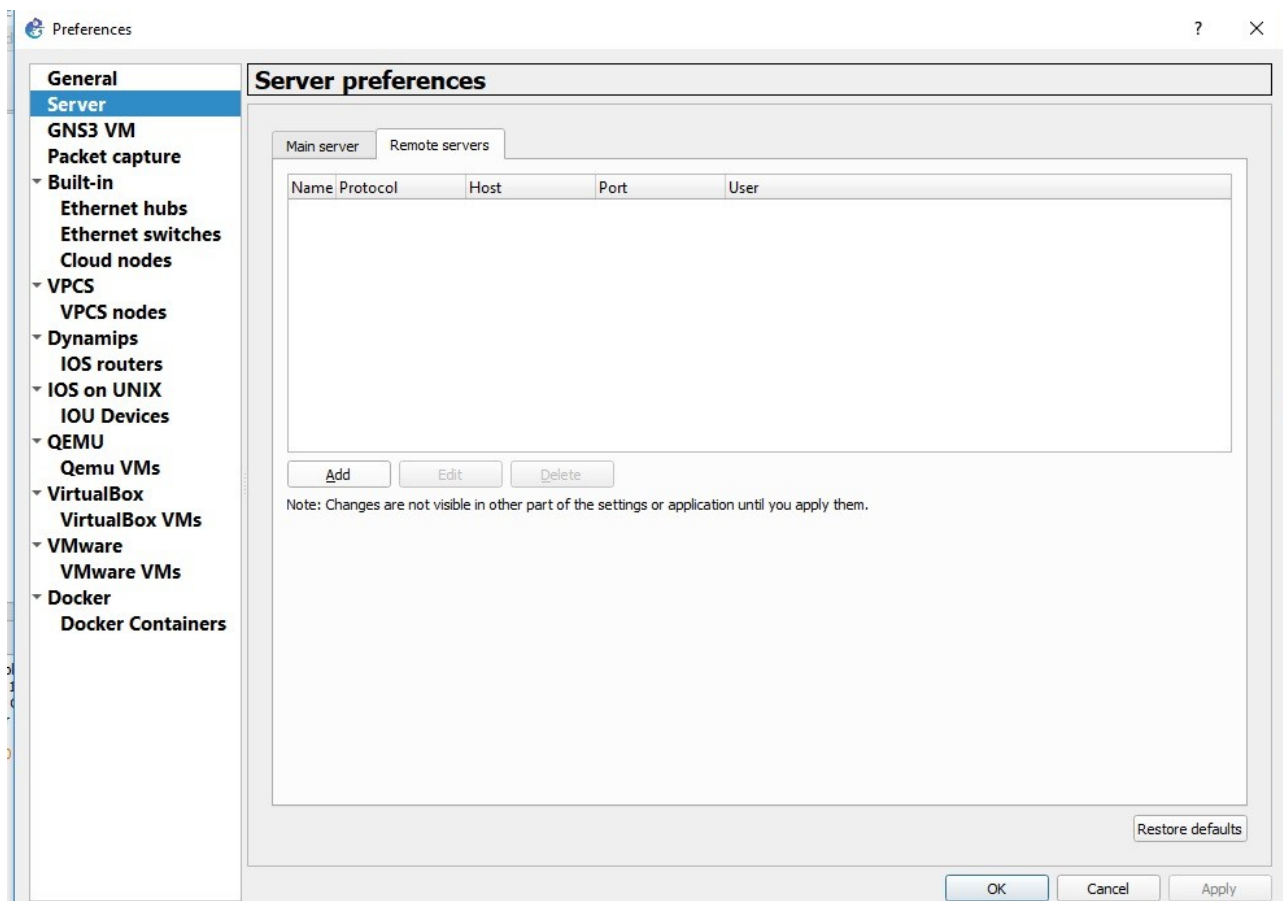 Preferences
?
General
Server
GNS3 VM
Packet capture
Built-in
Ethernet hubs
Ethernet switches
Cloud nodes
VPCS
VPCS nodes
Dynamips
IOS routers
IOS on UNIX
IOU Devices
QEMU
Qemu VMs
VirtualBox
VirtualBox VMs
VMware
VMware VMs
Docker
Docker Containers
Server preferences
Main server Remote servers
Name Protocol Host Port User
Add Edit Delete
Note: Changes are not visible in other part of the settings or application until you apply them.
Restore defaults
OK Cancel Apply